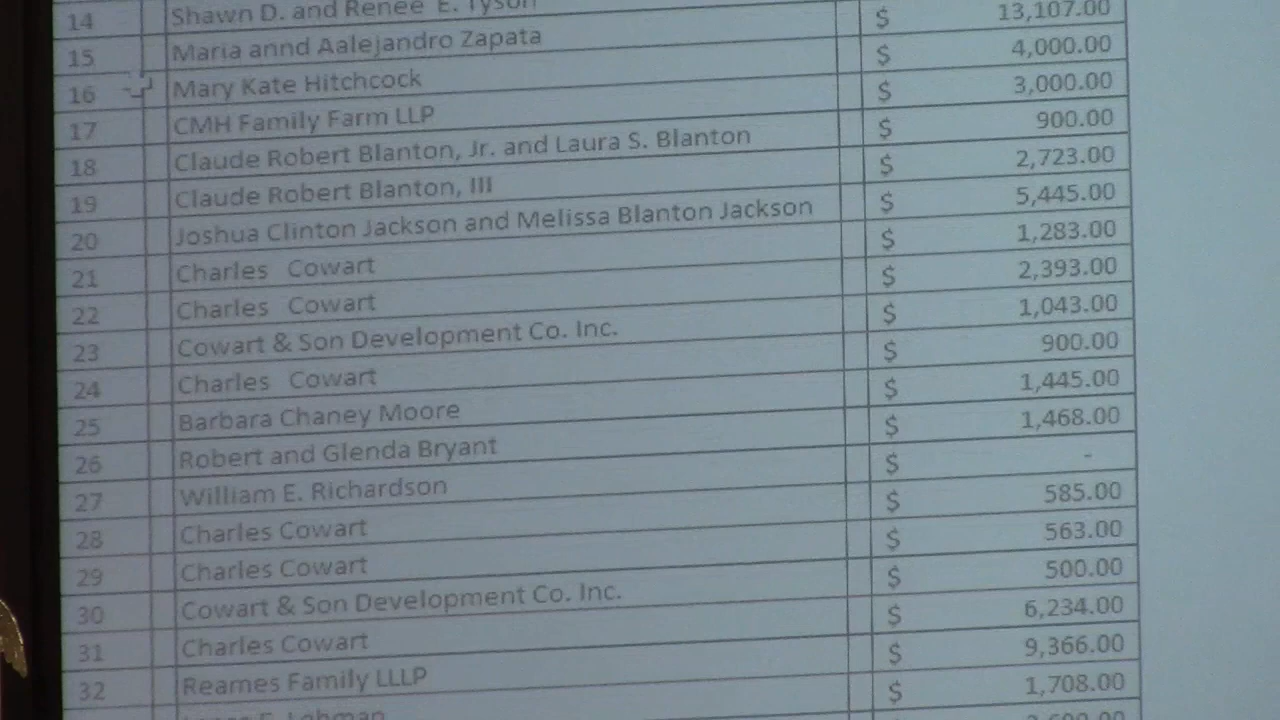 14 Shawn D. and Renee E. Tyson $ 13,107.00
15 Maria annd Aalejandro Zapata $ 4,000.00
16 Mary Kate Hitchcock $ 3,000.00
17 CMH Family Farm LLP $ 900.00
18 Claude Robert Blanton, Jr. and Laura S. Blanton $ 2,723.00
19 Claude Robert Blanton, III $ 5,445.00
20 Joshua Clinton Jackson and Melissa Blanton Jackson $ 1,283.00
21 Charles Cowart $ 2,393.00
22 Charles Cowart $ 1,043.00
23 Cowart & Son Development Co. Inc. $ 900.00
24 Charles Cowart $ 1,445.00
25 Barbara Chaney Moore $ 1,468.00
26 Robert and Glenda Bryant $ -
27 William E. Richardson $ 585.00
28 Charles Cowart $ 563.00
29 Charles Cowart $ 500.00
30 Cowart & Son Development Co. Inc. $ 6,234.00
31 Charles Cowart $ 9,366.00
32 Reames Family LLLP $ 1,708.00